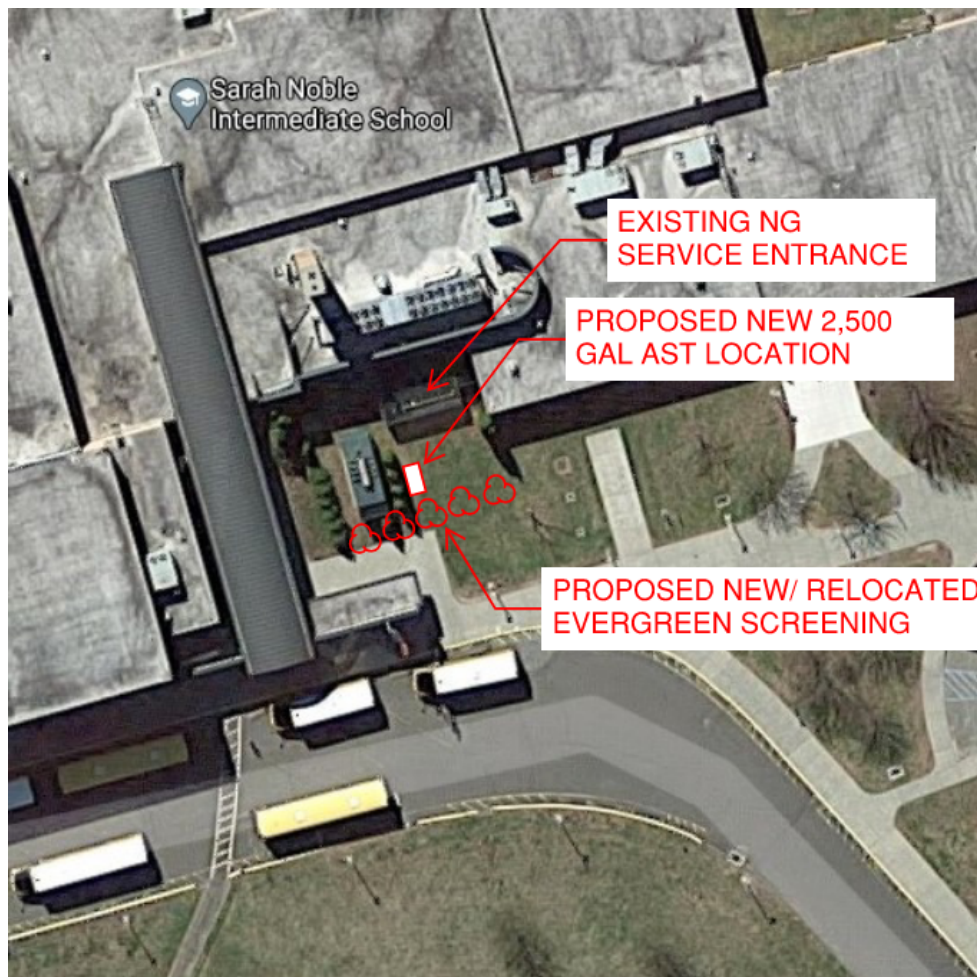 Sarah Noble
Intermediate School
EXISTING NG
SERVICE ENTRANCE
PROPOSED NEW 2,500
GAL AST LOCATION
PROPOSED NEW/ RELOCATED
EVERGREEN SCREENING